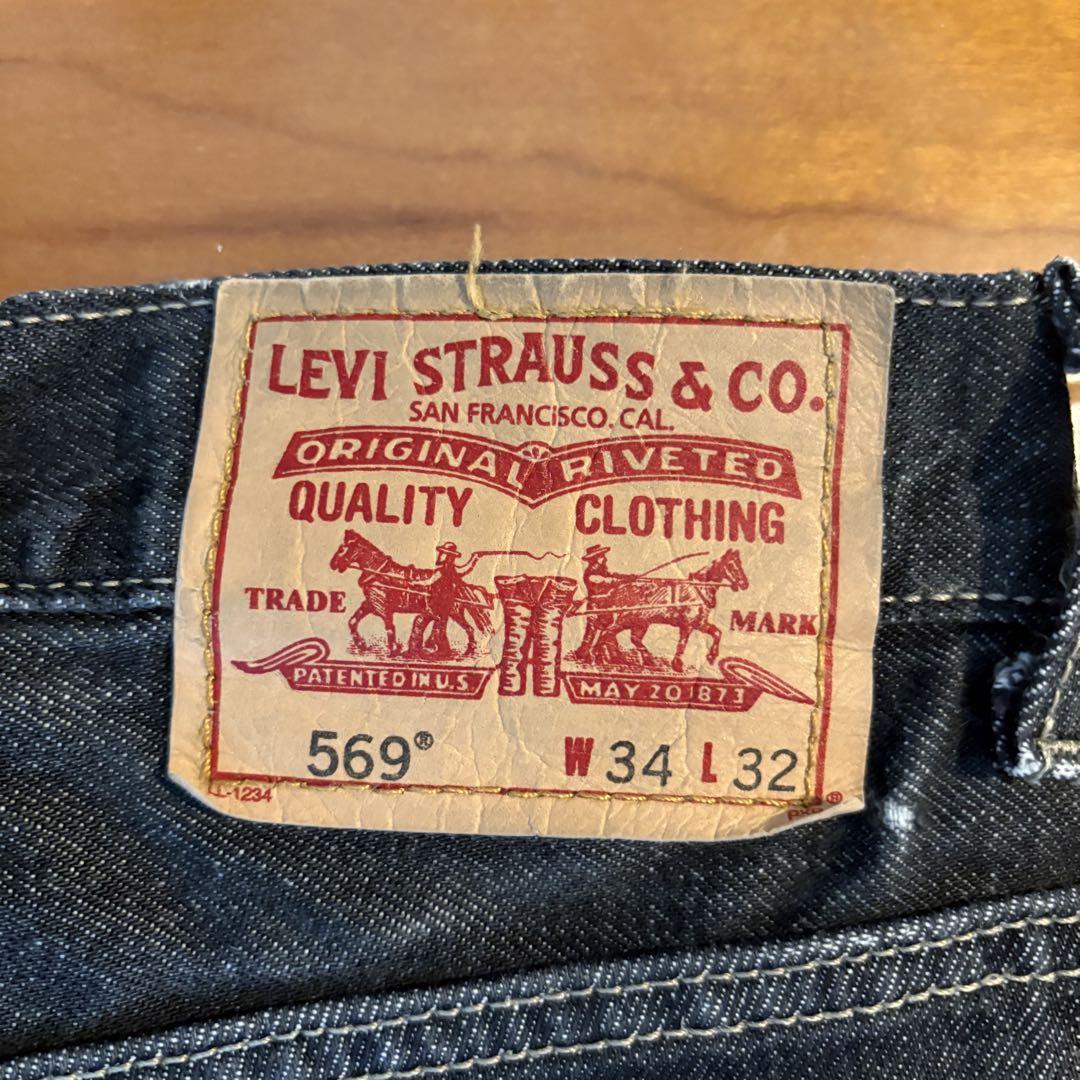 LEVI STRAUSS & CO.
SAN FRANCISCO. CAL.
ORIGINAL RIVETED
QUALITY CLOTHING
TRADE MARK
PATENTED IN U.S. MAY 20 1873
569® W 34 L 32
L-1234 ®